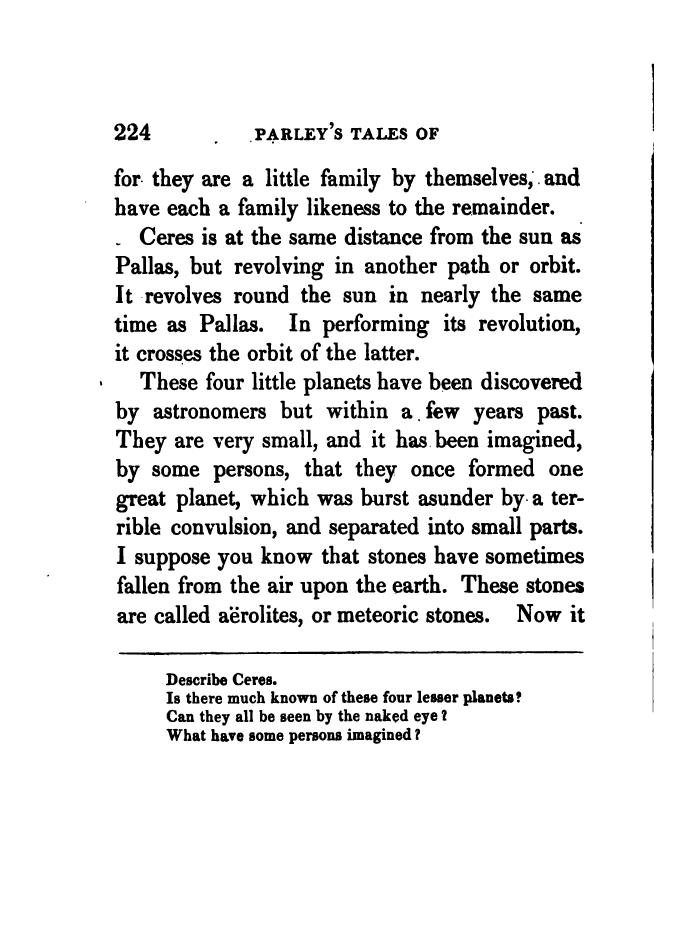 224 PARLEY'S TALES OF
for they are a little family by themselves, and
have each a family likeness to the remainder.
Ceres is at the same distance from the sun as
Pallas, but revolving in another path or orbit.
It revolves round the sun in nearly the same
time as Pallas. In performing its revolution,
it crosses the orbit of the latter.
These four little planets have been discovered
by astronomers but within a few years past.
They are very small, and it has been imagined,
by some persons, that they once formed one
great planet, which was burst asunder by a ter-
rible convulsion, and separated into small parts.
I suppose you know that stones have sometimes
fallen from the air upon the earth. These stones
are called aërolites, or meteoric stones. Now it
Describe Ceres.
Is there much known of these four lesser planets?
Can they all be seen by the naked eye?
What have some persons imagined?